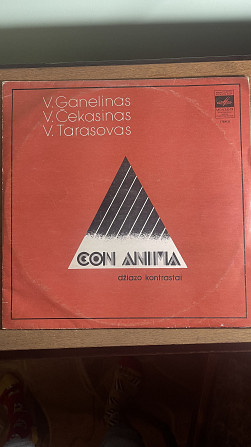 V. Ganelinas
V. Čekasinas
V. Tarasovas
CON ANIMA
džiazo kontrastai